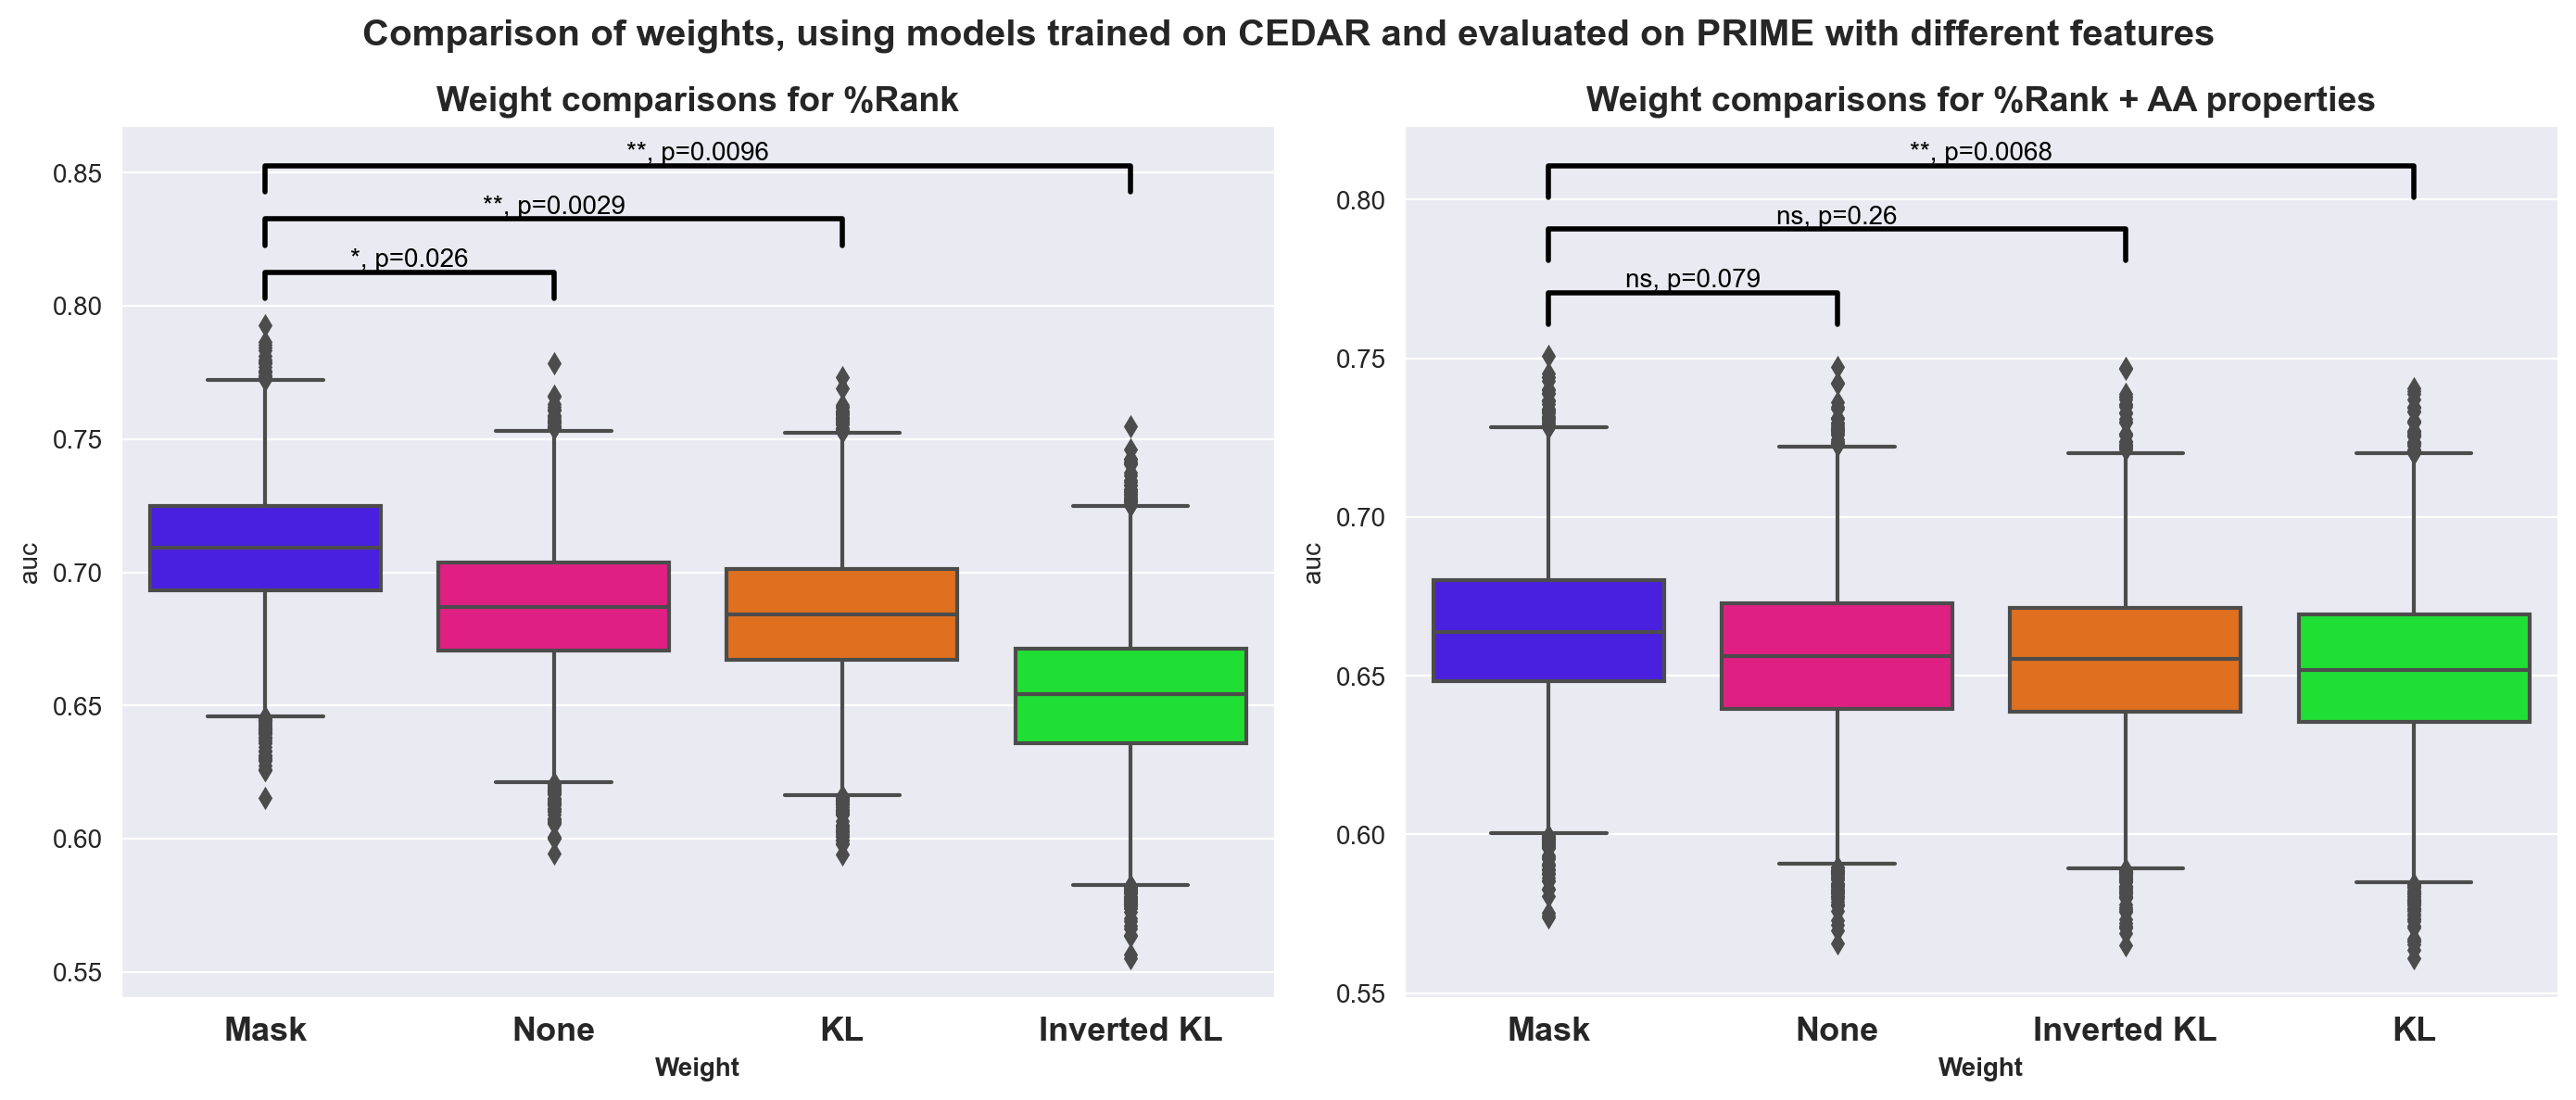 Comparison of weights, using models trained on CEDAR and evaluated on PRIME with different features
Weight comparisons for %Rank
**, p=0.0096
**, p=0.0029
*, p=0.026
0.85
0.80
0.75
0.70
0.65
0.60
0.55
auc
Mask
None
KL
Inverted KL
Weight
Weight comparisons for %Rank + AA properties
**, p=0.0068
ns, p=0.26
ns, p=0.079
0.80
0.75
0.70
0.65
0.60
0.55
auc
Mask
None
Inverted KL
KL
Weight